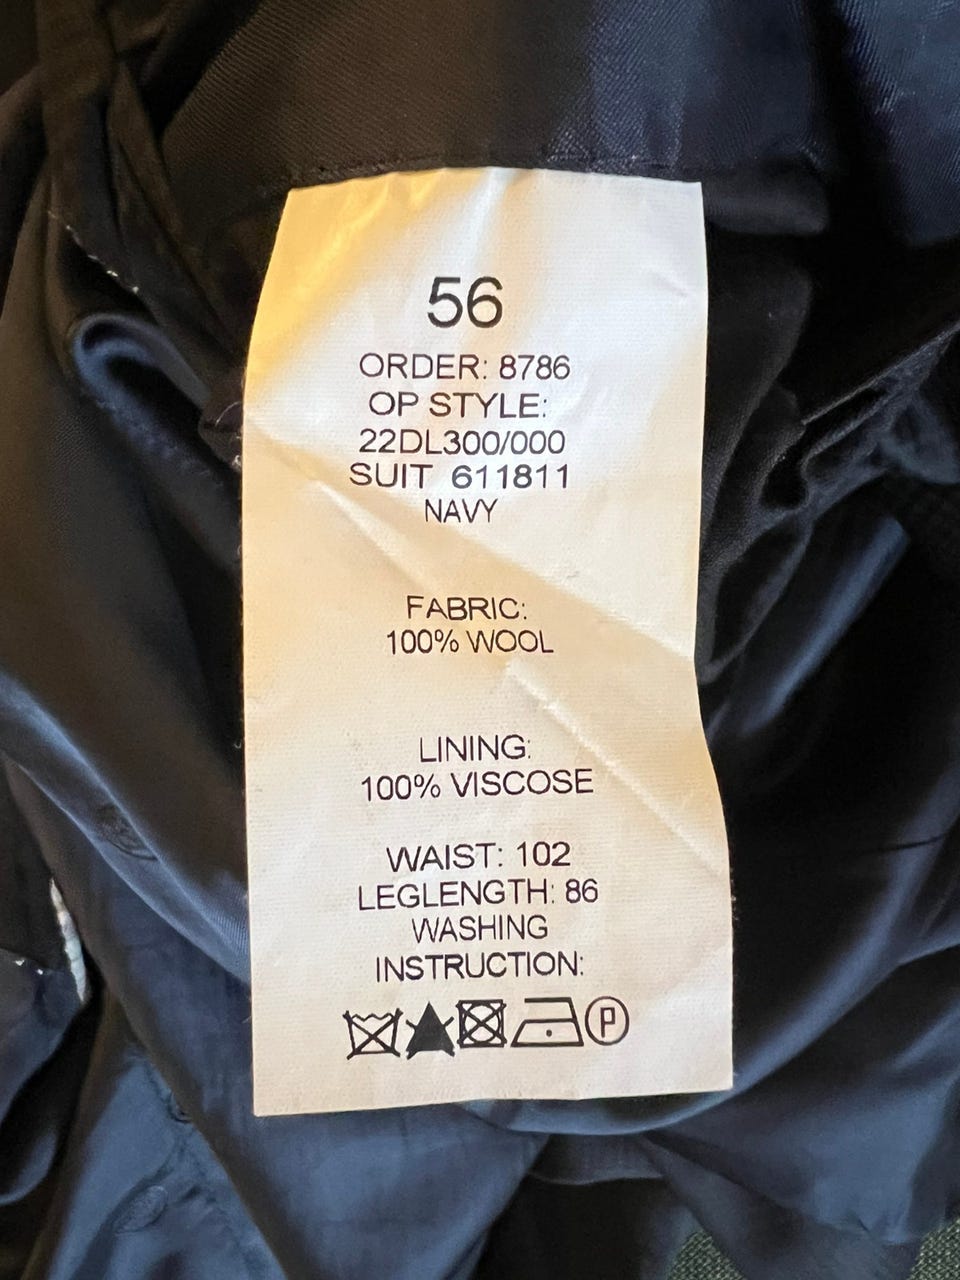 56
ORDER: 8786
OP STYLE:
22DL300/000
SUIT 611811
NAVY
FABRIC:
100% WOOL
LINING:
100% VISCOSE
WAIST: 102
LEGLENGTH: 86
WASHING
INSTRUCTION:
P